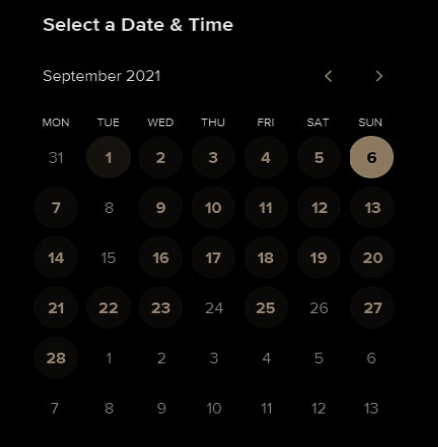 Select a Date & Time
September 2021
MON TUE WED THU FRI SAT SUN
31 1 2 3 4 5 6
7 8 9 10 11 12 13
14 15 16 17 18 19 20
21 22 23 24 25 26 27
28 1 2 3 4 5 6
7 8 9 10 11 12 13